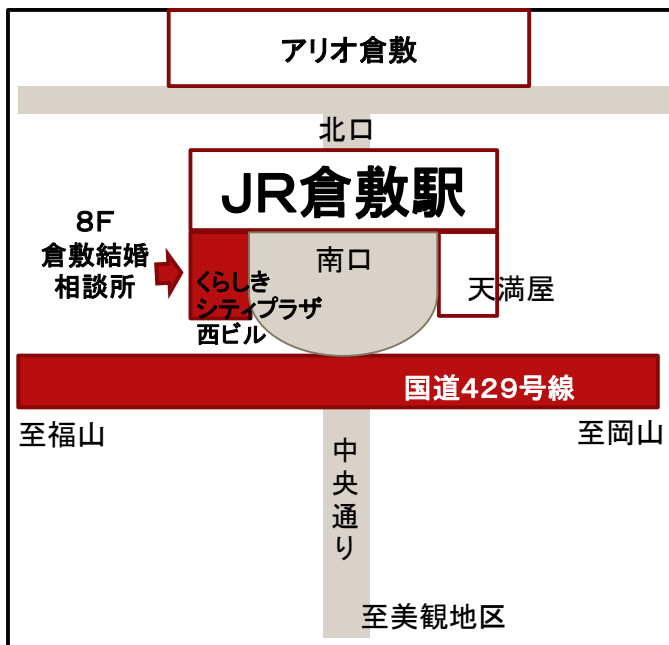 アリオ倉敷
北口
JR倉敷駅
8F
倉敷結婚
相談所
南口
くらしき
シティプラザ
西ビル
天満屋
国道429号線
至福山
至岡山
中央通り
至美観地区